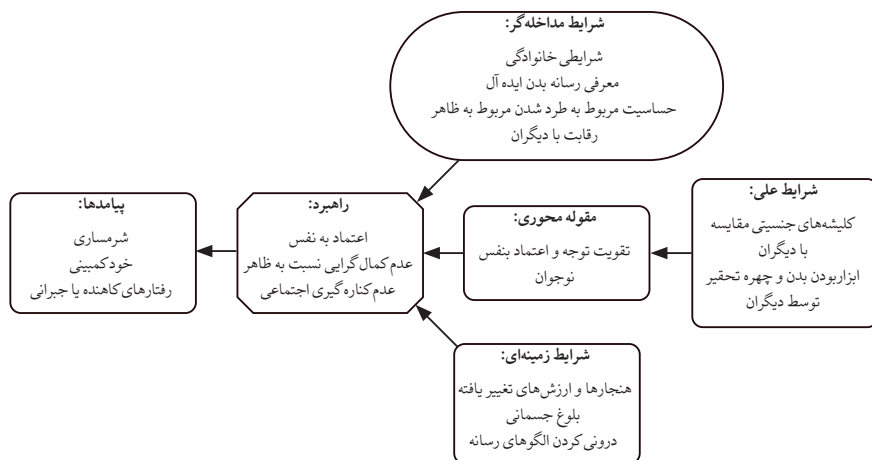 شرایط مداخله‌گر:
شرایطی خانوادگی
معرفی رسانه بدن ایده آل
حساسیت مربوط به طرد شدن مربوط به ظاهر
رقابت با دیگران
شرایط علی:
کلیشه‌های جنسیتی مقایسه
با دیگران
ابزاربودن بدن و چهره تحقیر
توسط دیگران
مقوله محوری:
تقویت توجه و اعتماد بنفس
نوجوان
راهبرد:
اعتماد به نفس
عدم کمال‌گرایی نسبت به ظاهر
عدم کناره‌گیری اجتماعی
پیامدها:
شرمساری
خودکم‌بینی
رفتارهای کاهنده یا جبرانی
شرایط زمینه‌ای:
هنجارها و ارزش‌های تغییر یافته
بلوغ جسمانی
درونی کردن الگوهای رسانه